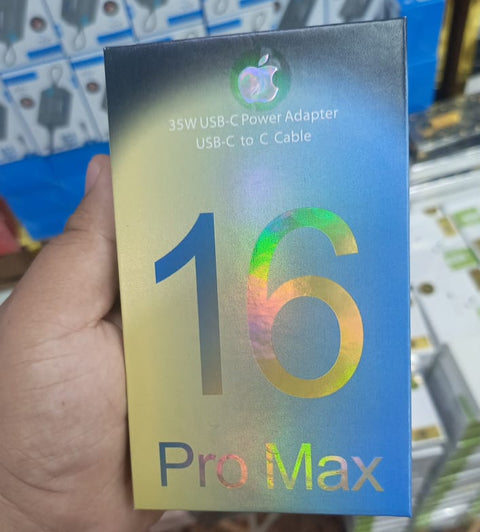 35W USB-C Power Adapter
USB-C to C Cable
16
Pro Max